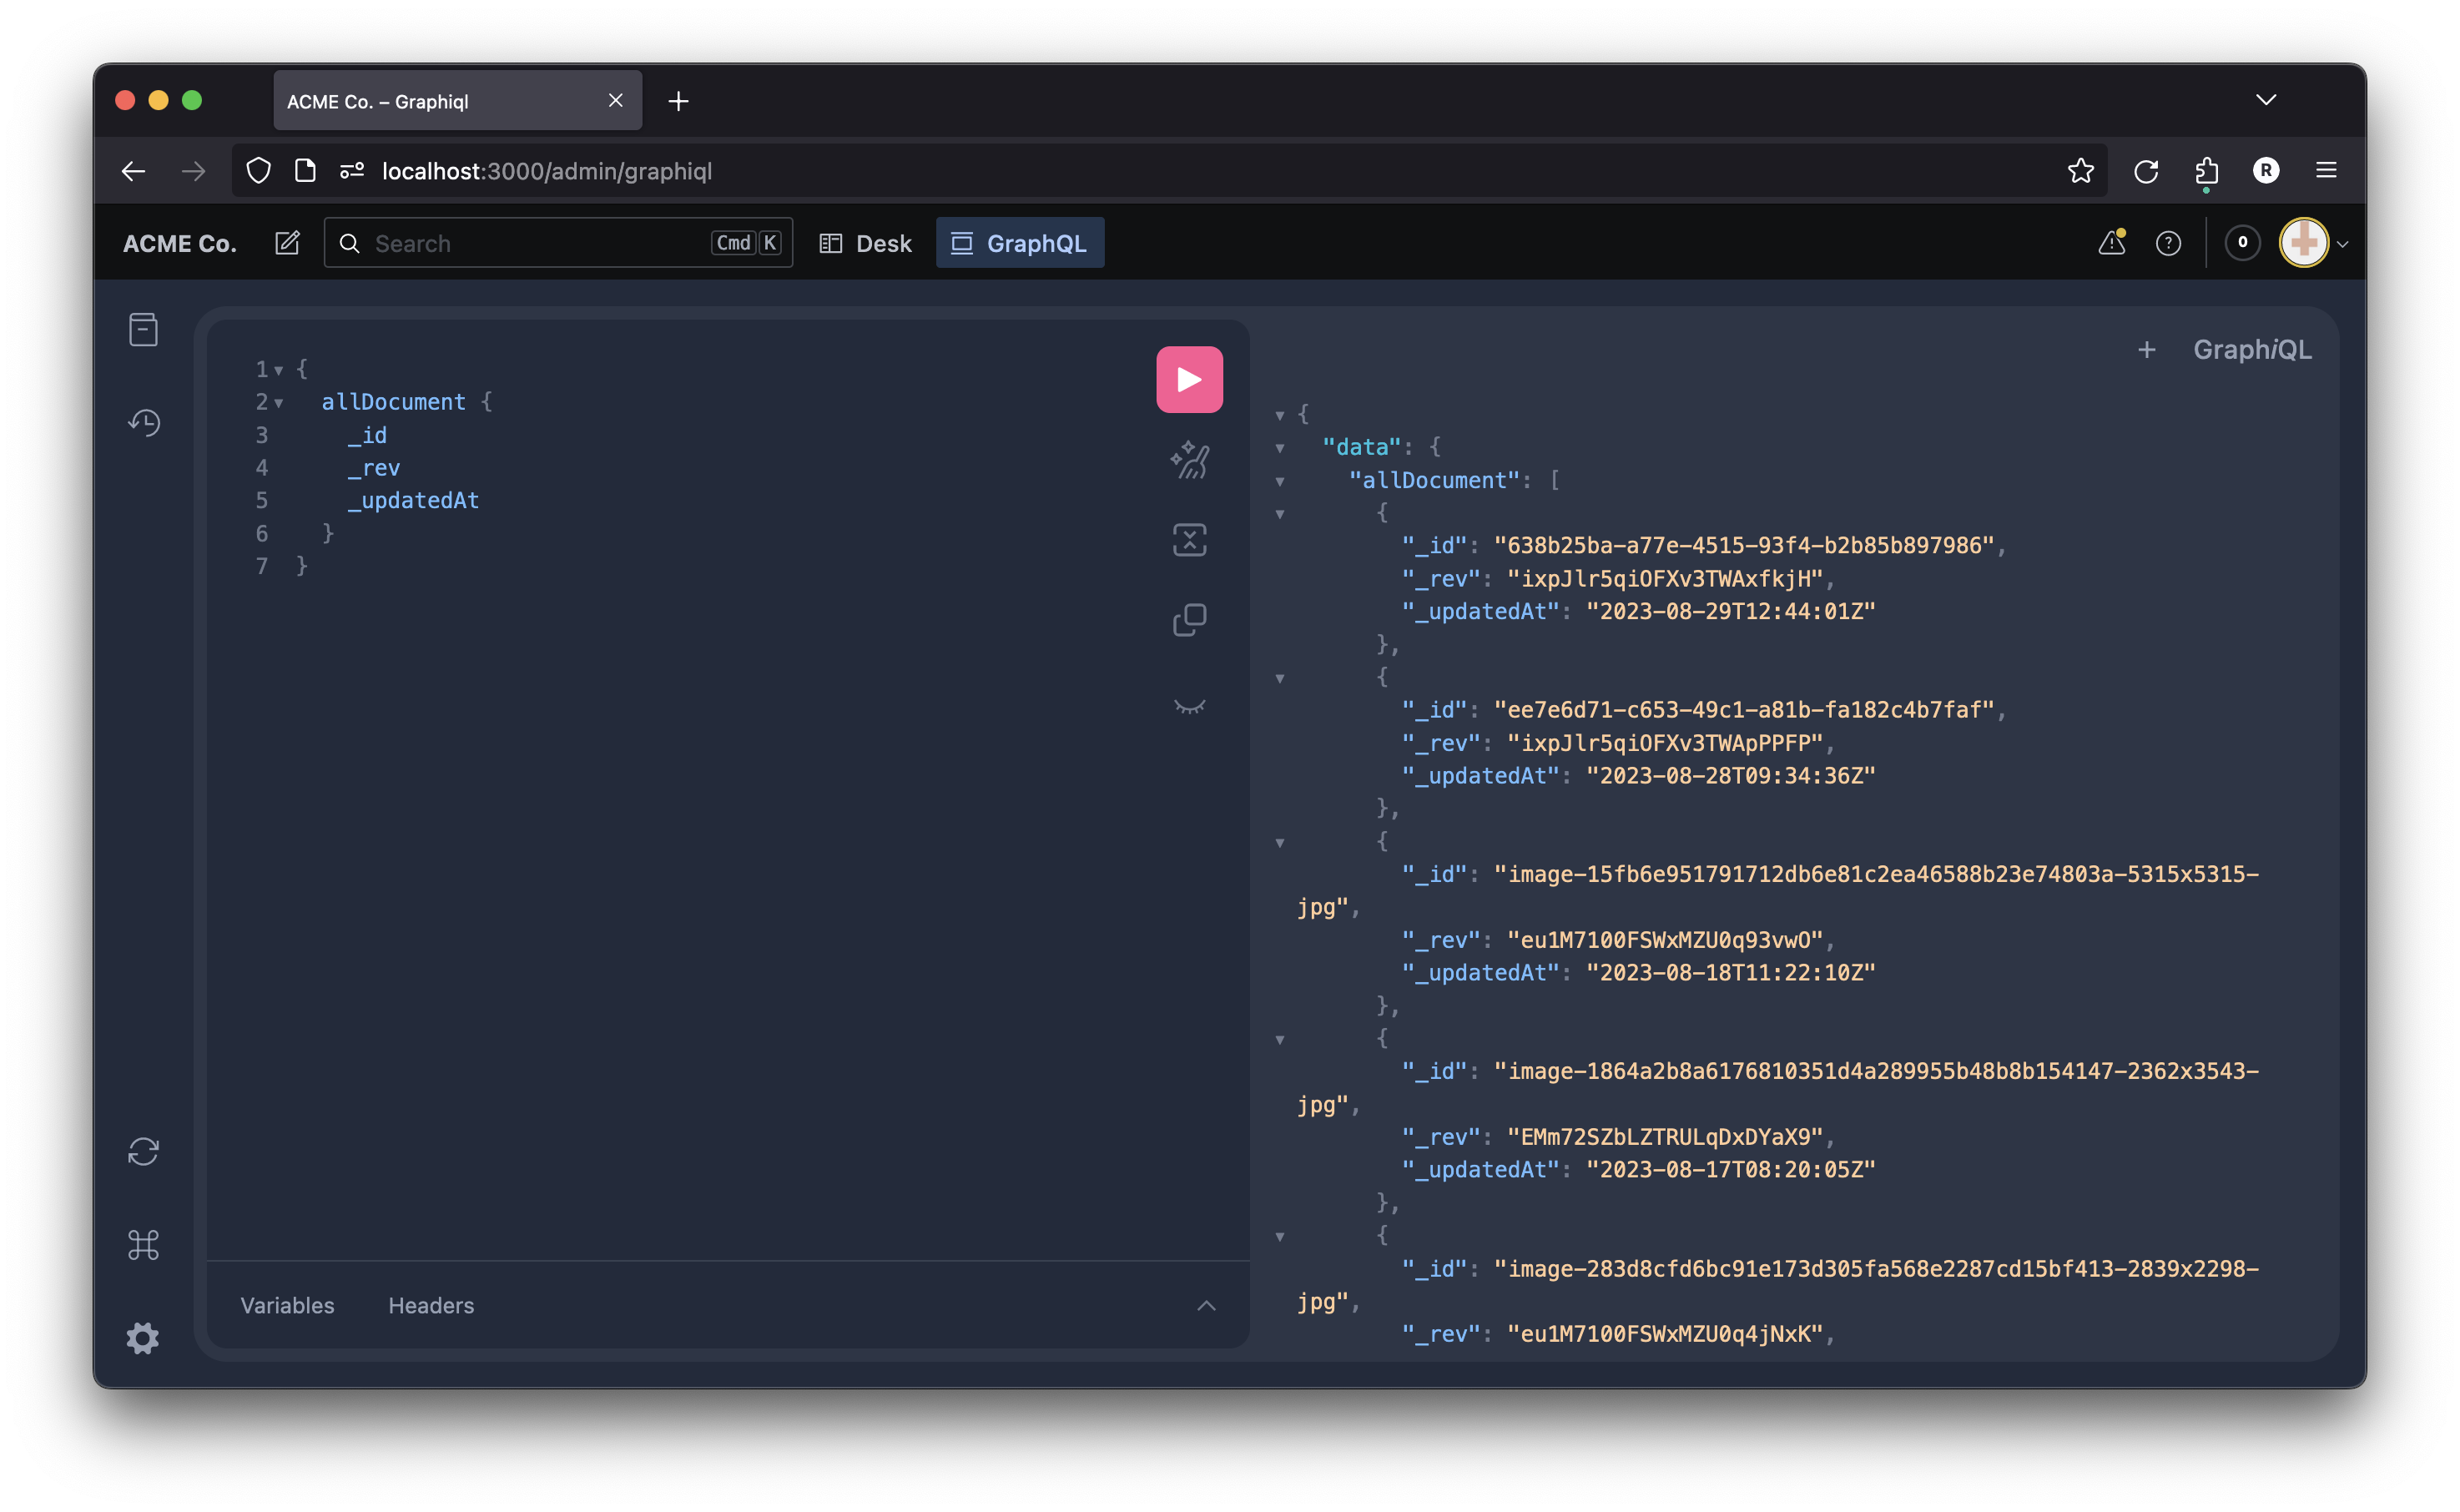 ACME Co. – Graphiql
localhost:3000/admin/graphiql
R
ACME Co.
Search
Cmd K
Desk
GraphQL
0
1 {
2 allDocument {
3 _id
4 _rev
5 _updatedAt
6 }
7 }
Variables
Headers
+ GraphiQL
{
"data": {
"allDocument": [
{
"_id": "638b25ba-a77e-4515-93f4-b2b85b897986",
"_rev": "ixpJlr5qiOFXv3TWAxfkjH",
"_updatedAt": "2023-08-29T12:44:01Z"
},
{
"_id": "ee7e6d71-c653-49c1-a81b-fa182c4b7faf",
"_rev": "ixpJlr5qiOFXv3TWApPPFP",
"_updatedAt": "2023-08-28T09:34:36Z"
},
{
"_id": "image-15fb6e951791712db6e81c2ea46588b23e74803a-5315x5315-
jpg",
"_rev": "eu1M7100FSWxMZU0q93vwO",
"_updatedAt": "2023-08-18T11:22:10Z"
},
{
"_id": "image-1864a2b8a6176810351d4a289955b48b8b154147-2362x3543-
jpg",
"_rev": "EMm72SZbLZTRULqDxDYaX9",
"_updatedAt": "2023-08-17T08:20:05Z"
},
{
"_id": "image-283d8cfd6bc91e173d305fa568e2287cd15bf413-2839x2298-
jpg",
"_rev": "eu1M7100FSWxMZU0q4jNxK",